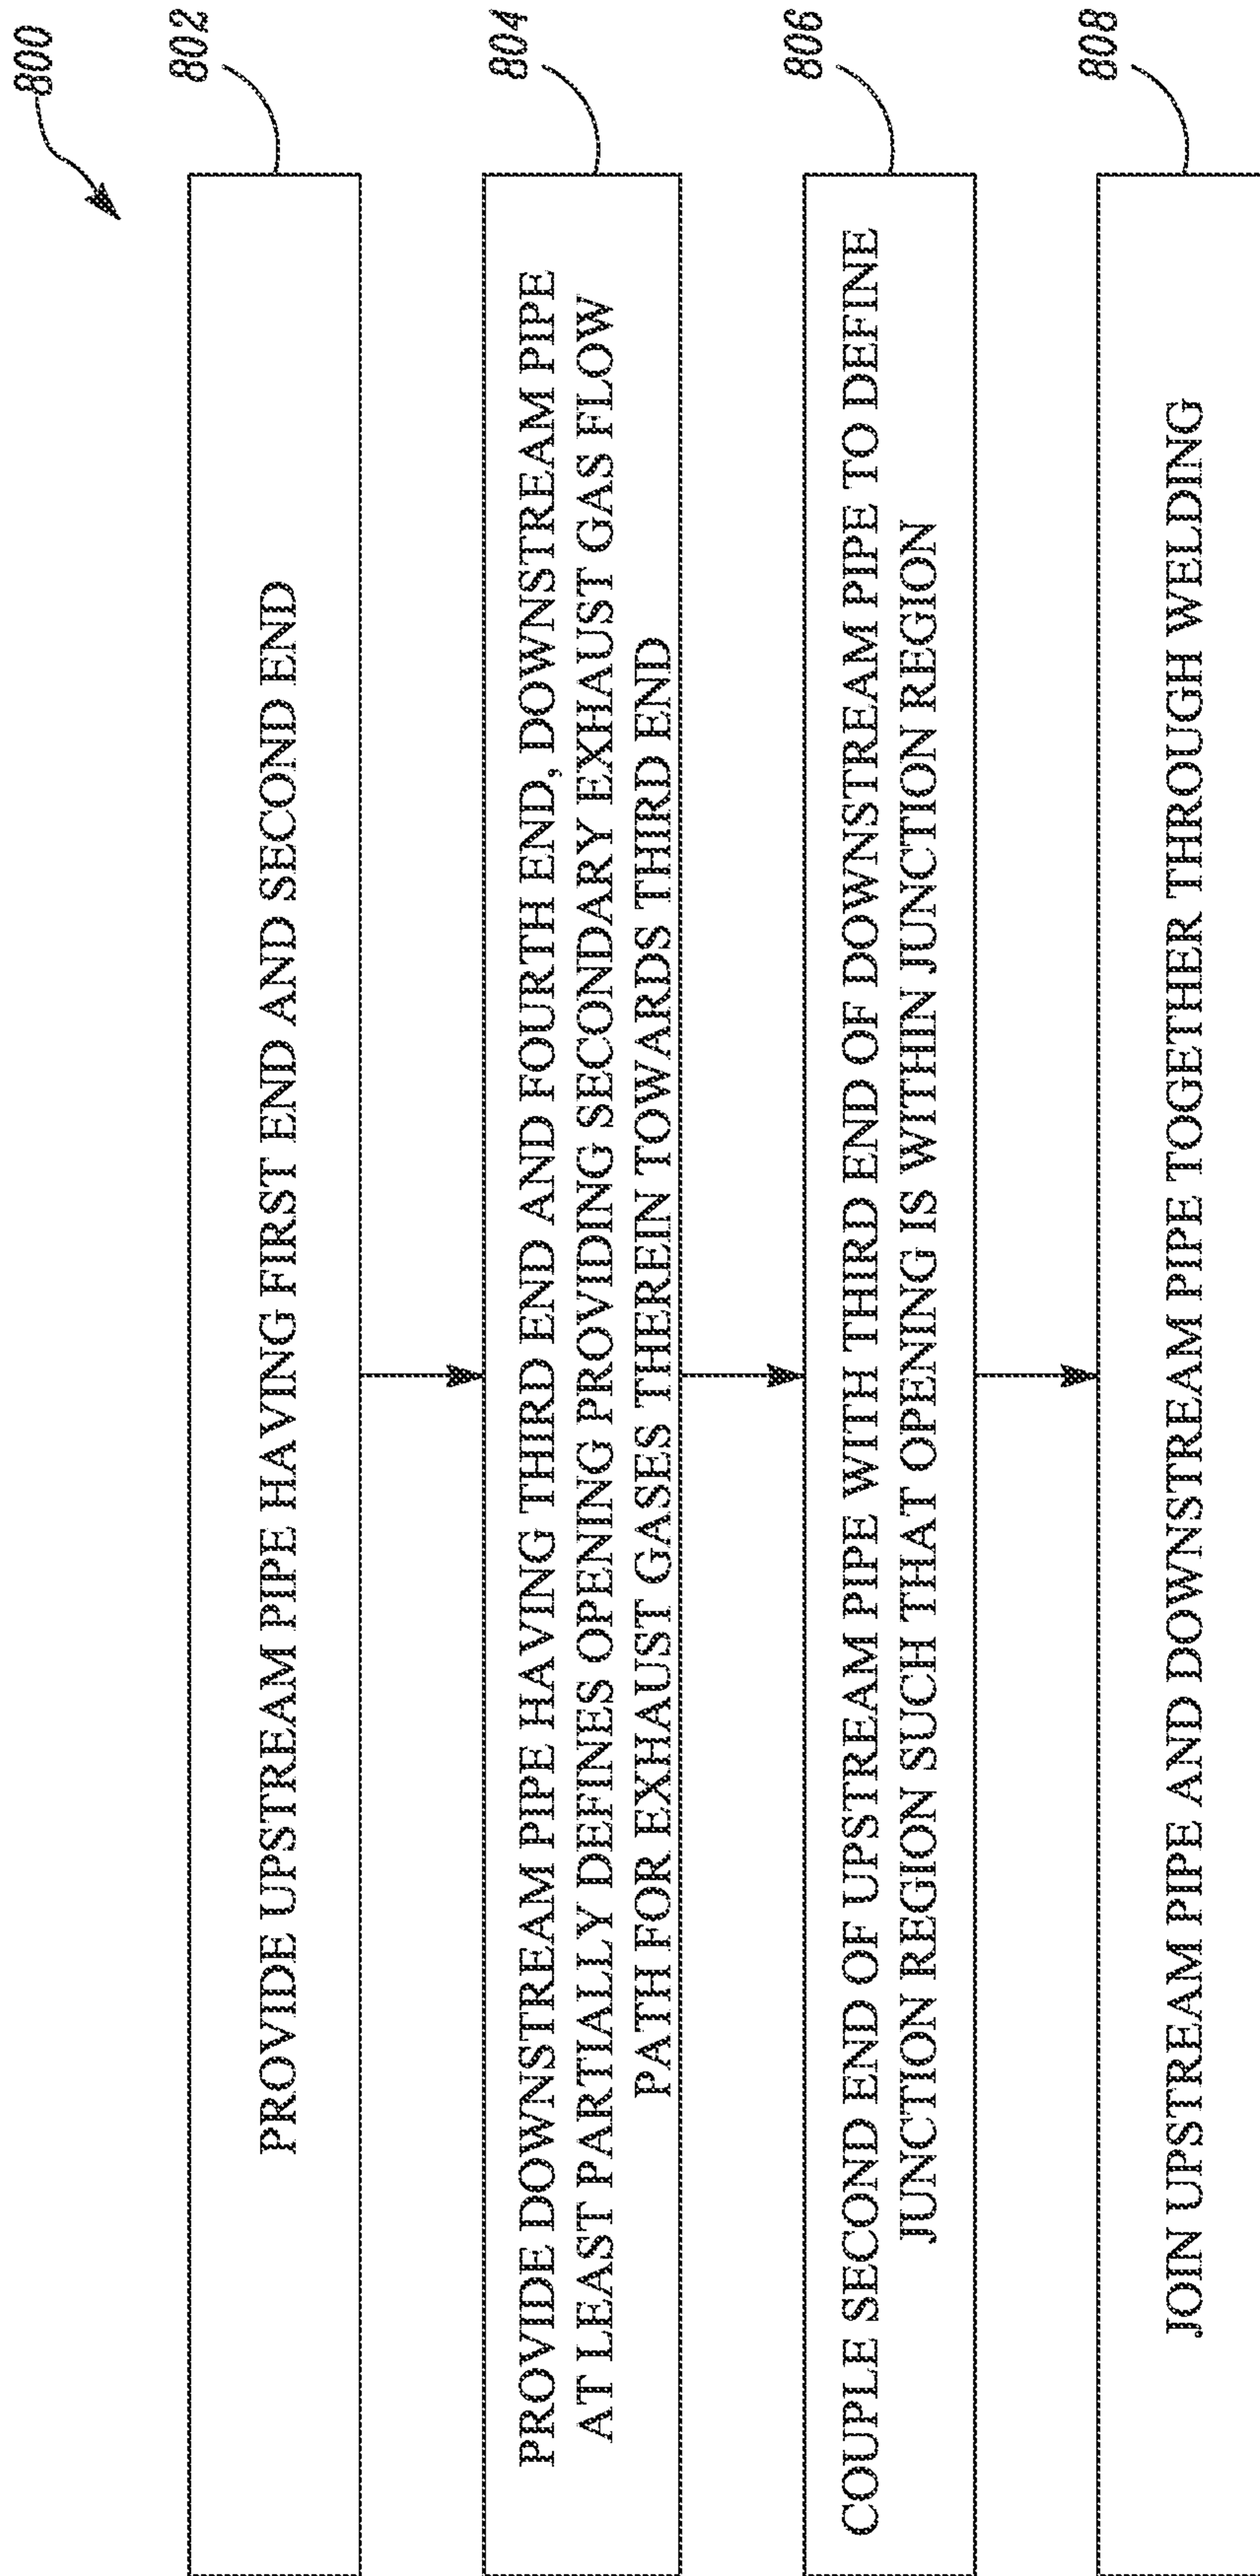 800
802
PROVIDE UPSTREAM PIPE HAVING FIRST END AND SECOND END
804
PROVIDE DOWNSTREAM PIPE HAVING THIRD END AND FOURTH END, DOWNSTREAM PIPE
AT LEAST PARTIALLY DEFINES OPENING PROVIDING SECONDARY EXHAUST GAS FLOW
PATH FOR EXHAUST GASES THEREIN TOWARDS THIRD END
806
COUPLE SECOND END OF UPSTREAM PIPE WITH THIRD END OF DOWNSTREAM PIPE TO DEFINE
JUNCTION REGION SUCH THAT OPENING IS WITHIN JUNCTION REGION
808
JOIN UPSTREAM PIPE AND DOWNSTREAM PIPE TOGETHER THROUGH WELDING